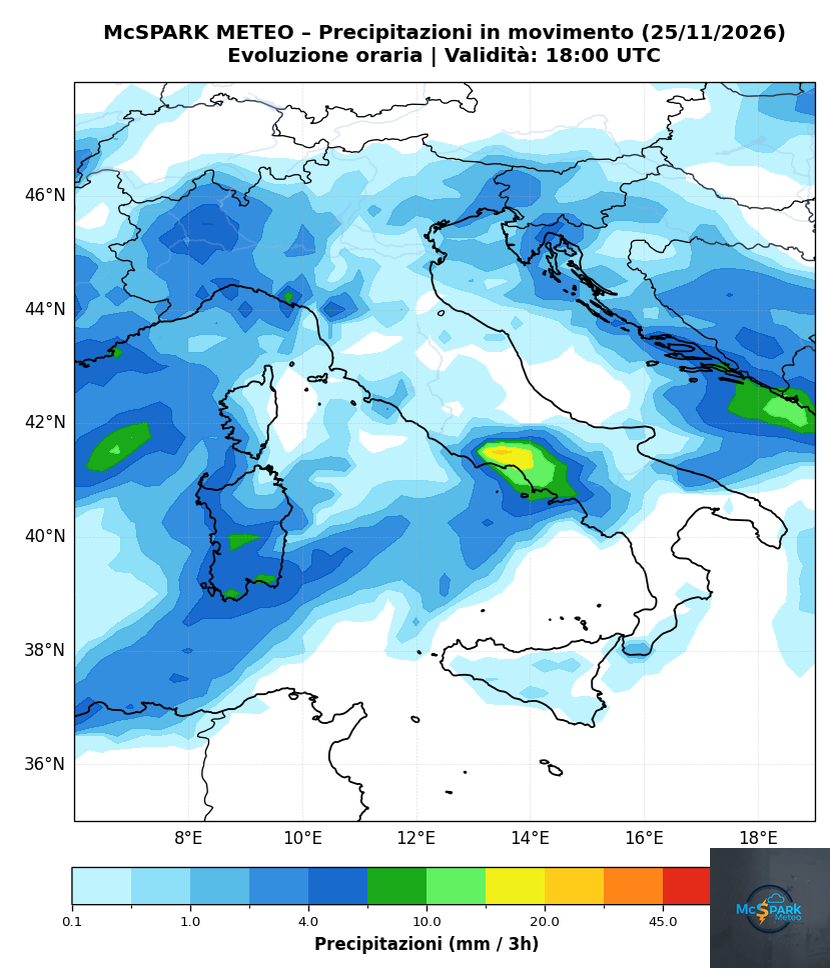 McSPARK METEO – Precipitazioni in movimento (25/11/2026)
Evoluzione oraria | Validità: 18:00 UTC
46°N
44°N
42°N
40°N
38°N
36°N
8°E 10°E 12°E 14°E 16°E 18°E
0.1 1.0 4.0 10.0 20.0 45.0
Precipitazioni (mm / 3h)
McSPARK
Meteo